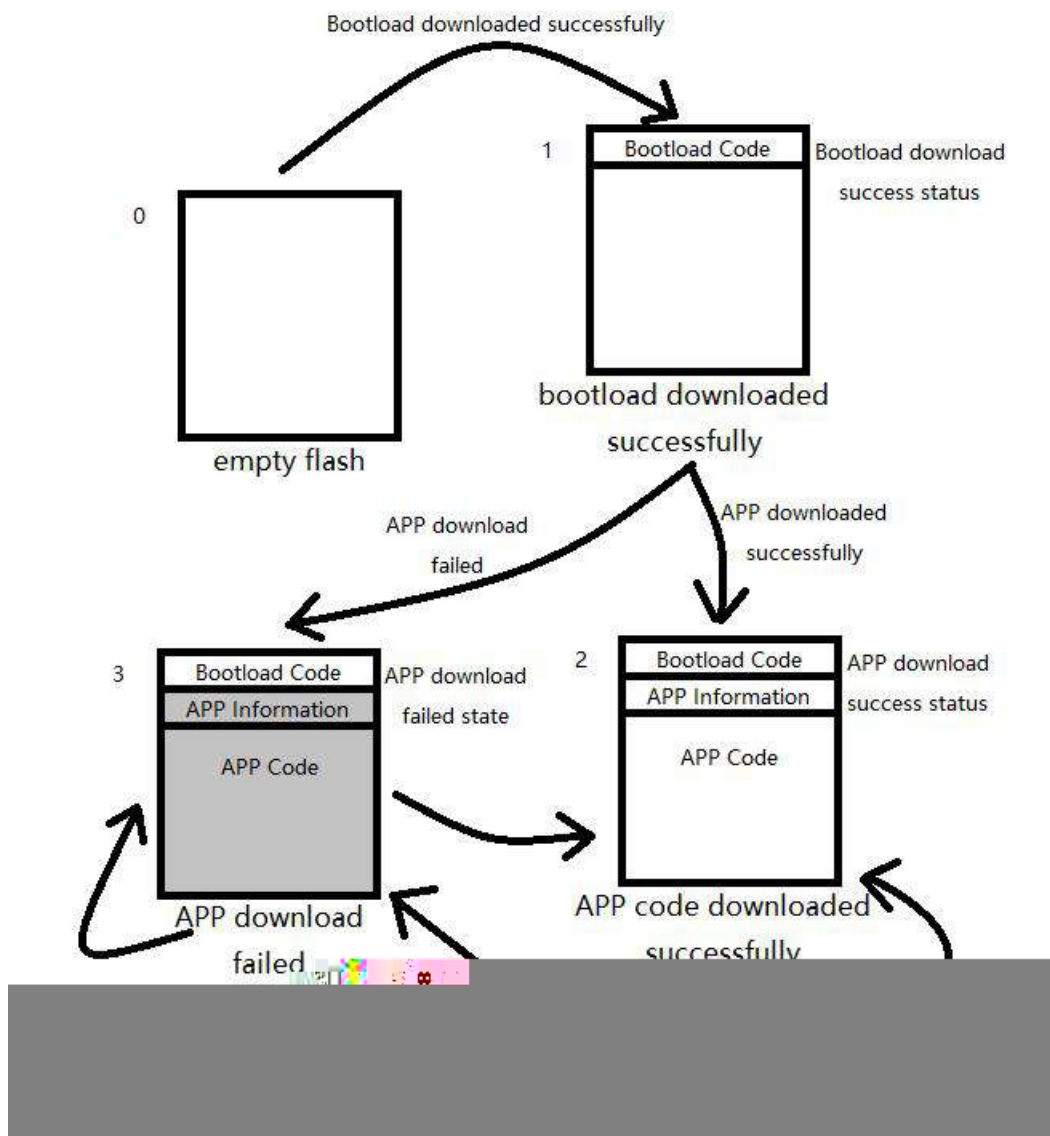 Bootload downloaded successfully
1
Bootload Code
Bootload download
success status
0
bootload downloaded
successfully
empty flash
APP download
failed
APP downloaded
successfully
3
Bootload Code
APP Information
APP Code
APP download
failed state
2
Bootload Code
APP Information
APP Code
APP download
success status
APP download
failed
APP code downloaded
successfully